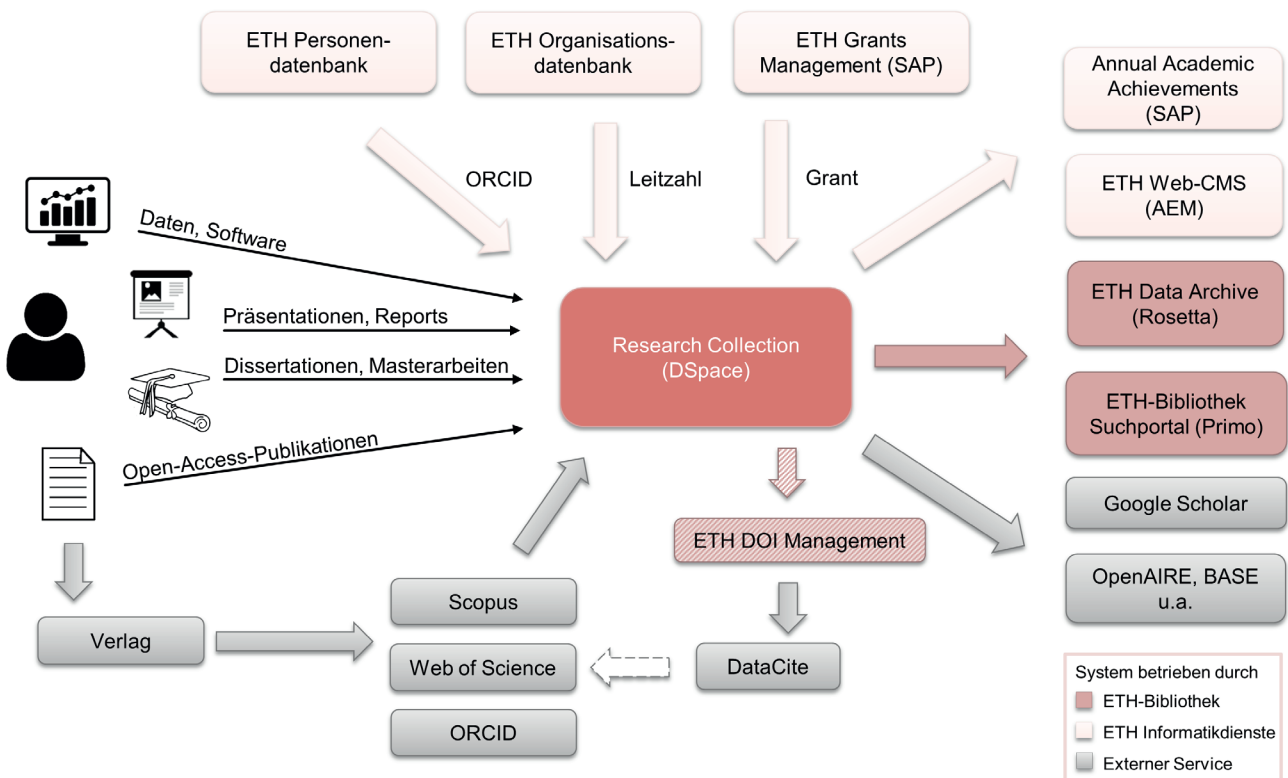 ETH Personen-
datenbank
ETH Organisations-
datenbank
ETH Grants
Management (SAP)
Annual Academic
Achievements
(SAP)
ORCID
Leitzahl
Grant
ETH Web-CMS
(AEM)
Daten, Software
Präsentationen, Reports
Dissertationen, Masterarbeiten
Open-Access-Publikationen
Research Collection
(DSpace)
ETH Data Archive
(Rosetta)
ETH-Bibliothek
Suchportal (Primo)
Google Scholar
OpenAIRE, BASE
u.a.
ETH DOI Management
Verlag
Scopus
Web of Science
ORCID
DataCite
System betrieben durch
ETH-Bibliothek
ETH Informatikdienste
Externer Service